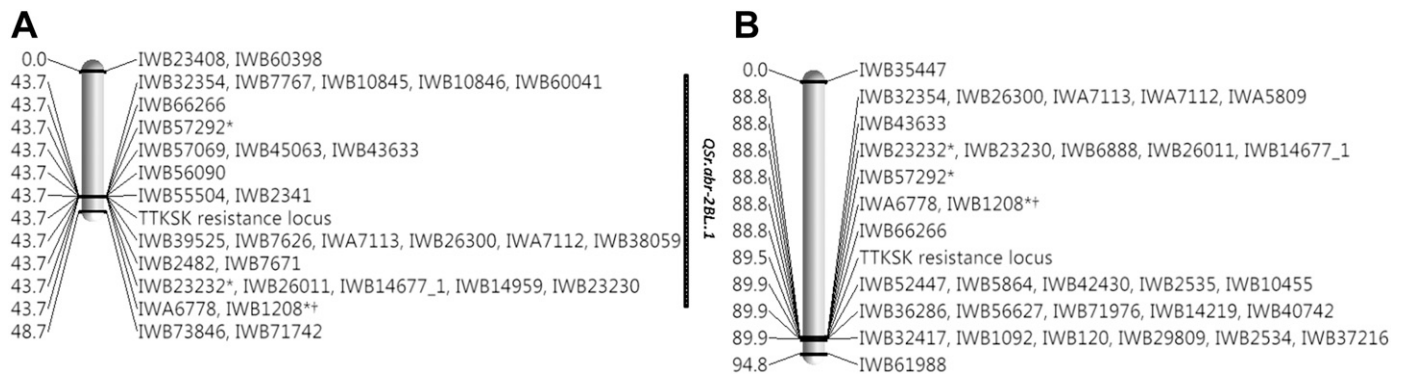 A
0.0 IWB23408, IWB60398
43.7 IWB32354, IWB7767, IWB10845, IWB10846, IWB60041
43.7 IWB66266
43.7 IWB57292*
43.7 IWB57069, IWB45063, IWB43633
43.7 IWB56090
43.7 IWB55504, IWB2341
43.7 TTKSK resistance locus
43.7 IWB39525, IWB7626, IWA7113, IWB26300, IWA7112, IWB38059
43.7 IWB2482, IWB7671
43.7 IWB23232*, IWB26011, IWB14677_1, IWB14959, IWB23230
43.7 IWA6778, IWB1208*†
48.7 IWB73846, IWB71742
QSr.abr-2BL..1
B
0.0 IWB35447
88.8 IWB32354, IWB26300, IWA7113, IWA7112, IWA5809
88.8 IWB43633
88.8 IWB23232*, IWB23230, IWB6888, IWB26011, IWB14677_1
88.8 IWB57292*
88.8 IWA6778, IWB1208*†
88.8 IWB66266
89.5 TTKSK resistance locus
89.9 IWB52447, IWB5864, IWB42430, IWB2535, IWB10455
89.9 IWB36286, IWB56627, IWB71976, IWB14219, IWB40742
89.9 IWB32417, IWB1092, IWB120, IWB29809, IWB2534, IWB37216
94.8 IWB61988